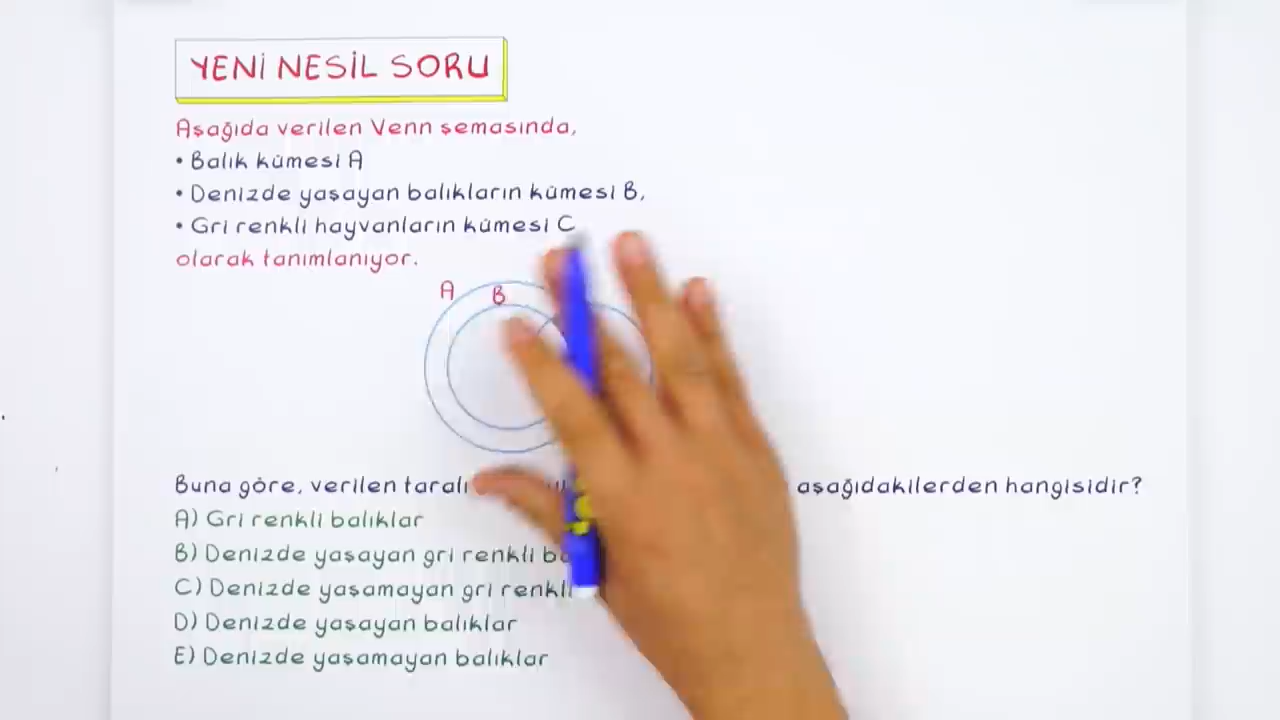 YENİ NESİL SORU
Aşağıda verilen Venn şemasında,
• Balık kümesi A
• Denizde yaşayan balıkların kümesi B,
• Gri renkli hayvanların kümesi C
olarak tanımlanıyor.
A B
Buna göre, verilen taralı aşağıdakilerden hangisidir?
A) Gri renkli balıklar
B) Denizde yaşayan gri renkli
C) Denizde yaşamayan gri renkli
D) Denizde yaşayan balıklar
E) Denizde yaşamayan balıklar